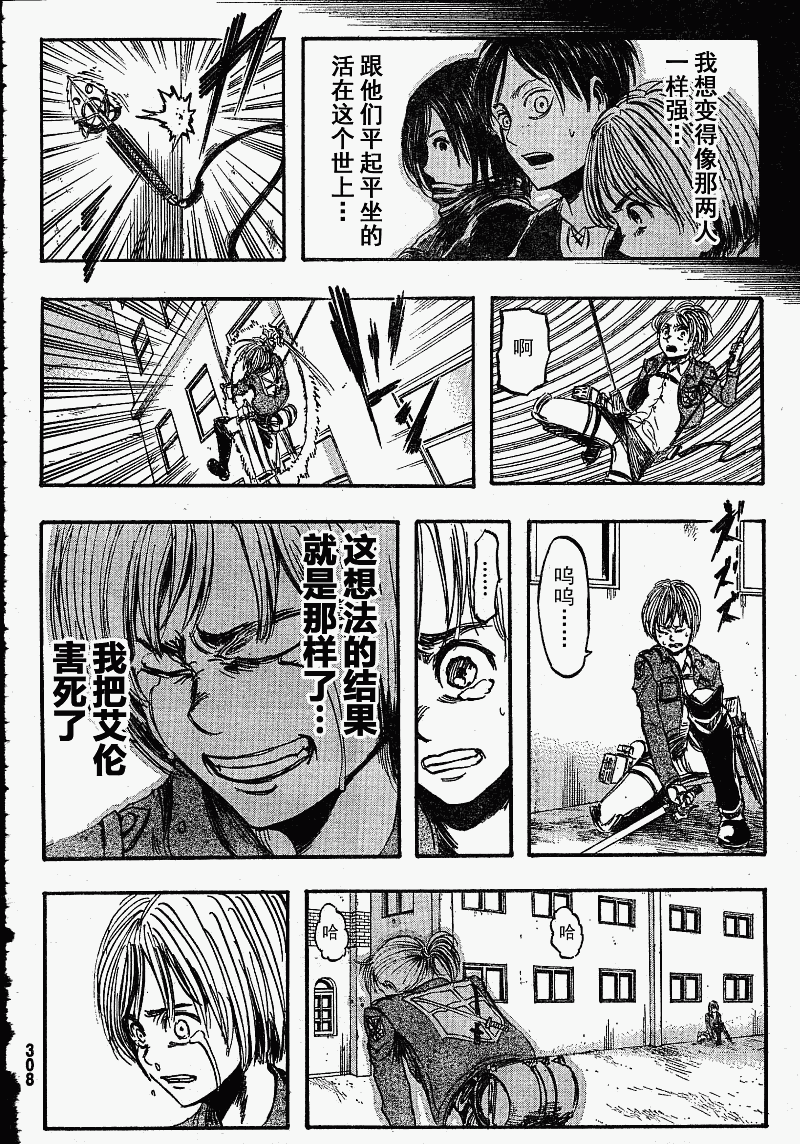 我想变得像那两人
一样强…
跟他们平起平坐的
活在这个世上…
啊
呜
呜
……
……
这想法的结果
就是那样了…
我把艾伦
害死了
哈
哈
308